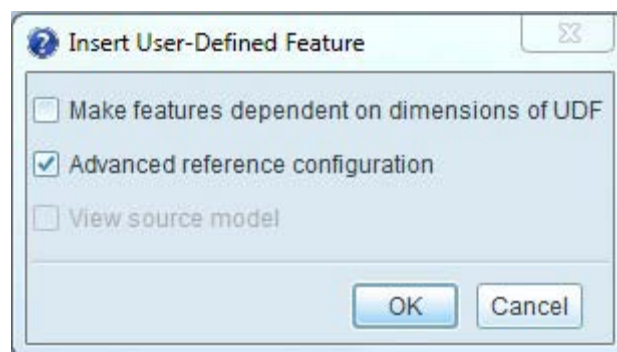 Insert User-Defined Feature
Make features dependent on dimensions of UDF
Advanced reference configuration
View source model
OK Cancel